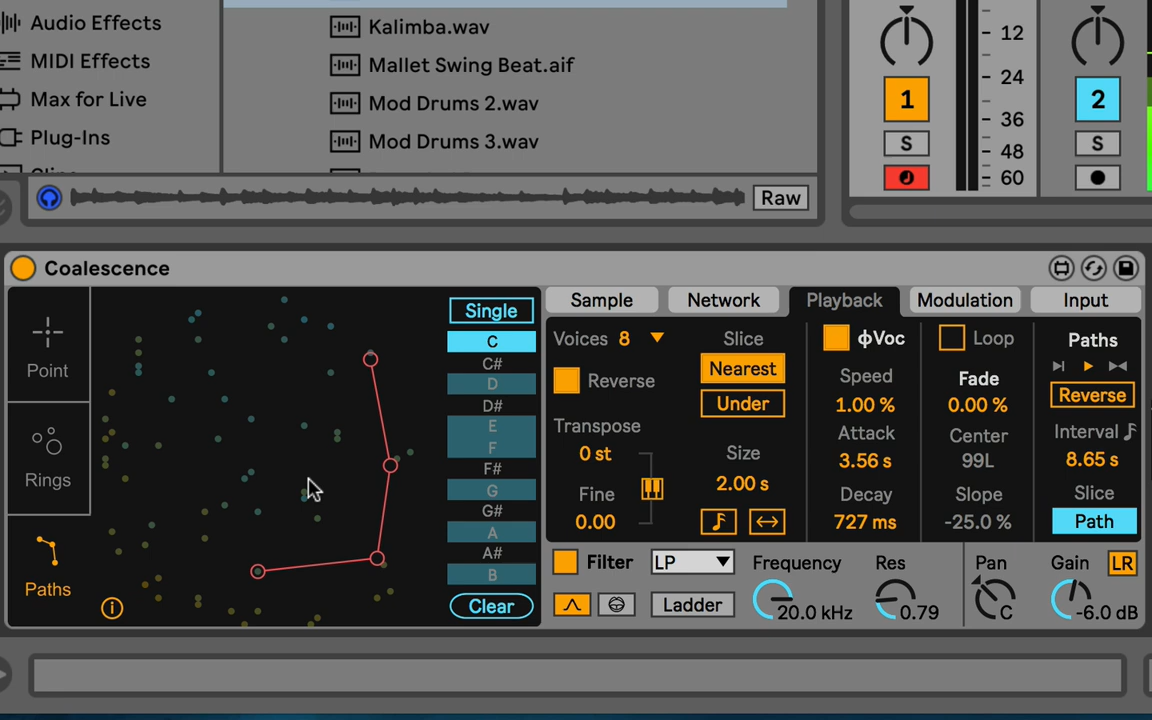 Audio Effects
MIDI Effects
Max for Live
Plug-Ins
Kalimba.wav
Mallet Swing Beat.aif
Mod Drums 2.wav
Mod Drums 3.wav
Raw
1
S
12
24
36
48
60
2
S
Coalescence
Point
Rings
Paths
Single
C
C#
D
D#
E
F
F#
G
G#
A
A#
B
Clear
Sample Network Playback Modulation Input
Voices 8
Reverse
Transpose
0 st
Fine
0.00
Slice
Nearest
Under
Size
2.00 s
ϕVoc
Speed
1.00 %
Attack
3.56 s
Decay
727 ms
Loop
Fade
0.00 %
Center
99L
Slope
-25.0 %
Paths
Reverse
Interval
8.65 s
Slice
Path
Filter LP
Ladder
Frequency
20.0 kHz
Res
0.79
Pan
C
Gain LR
-6.0 dB